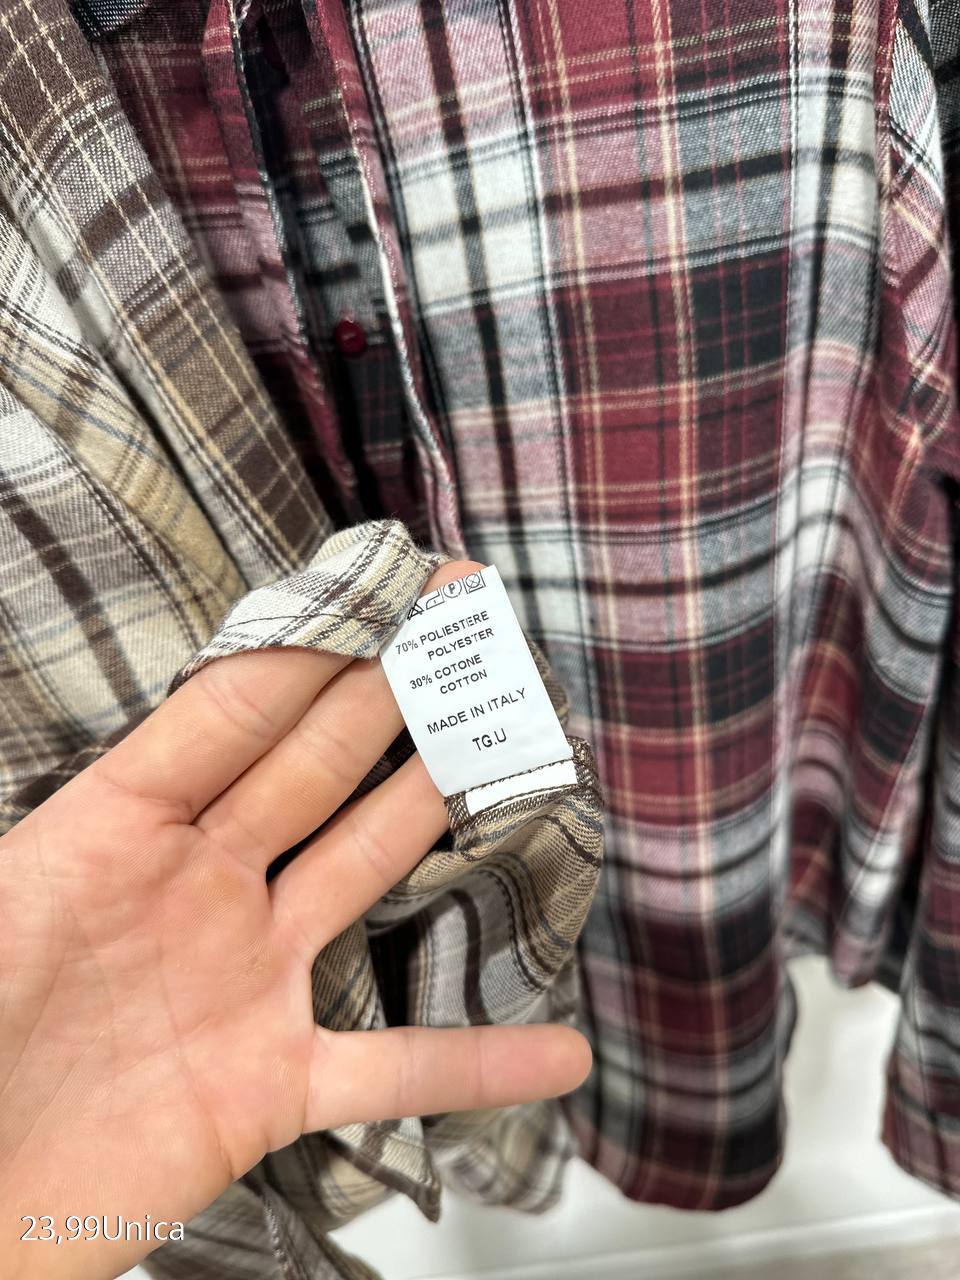 P
70% POLIESTERE
POLYESTER
30% COTONE
COTTON
MADE IN ITALY
TG.U
23,99Unica